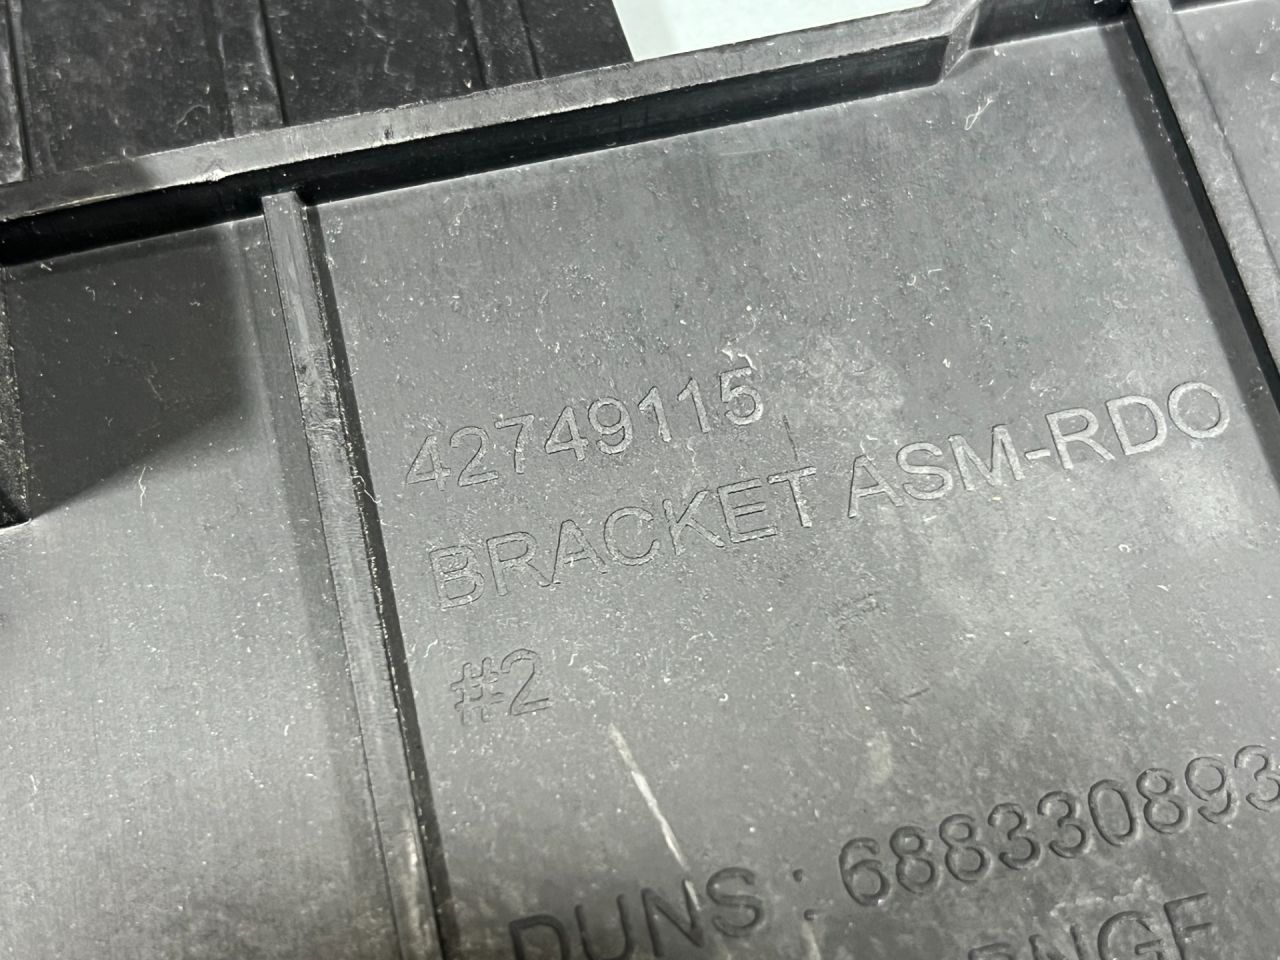 42749115
BRACKET ASM-RDO
#2
DUNS : 688330893